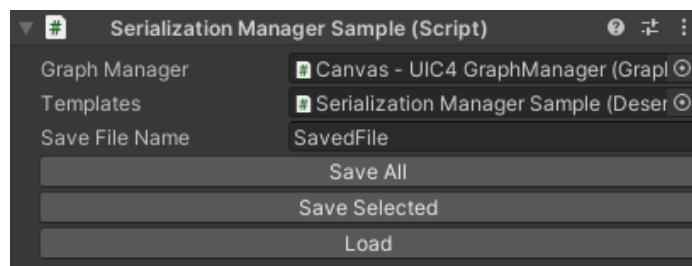 Serialization Manager Sample (Script)
Graph Manager # Canvas - UIC4 GraphManager (Grapl
Templates # Serialization Manager Sample (Deser
Save File Name SavedFile
Save All
Save Selected
Load